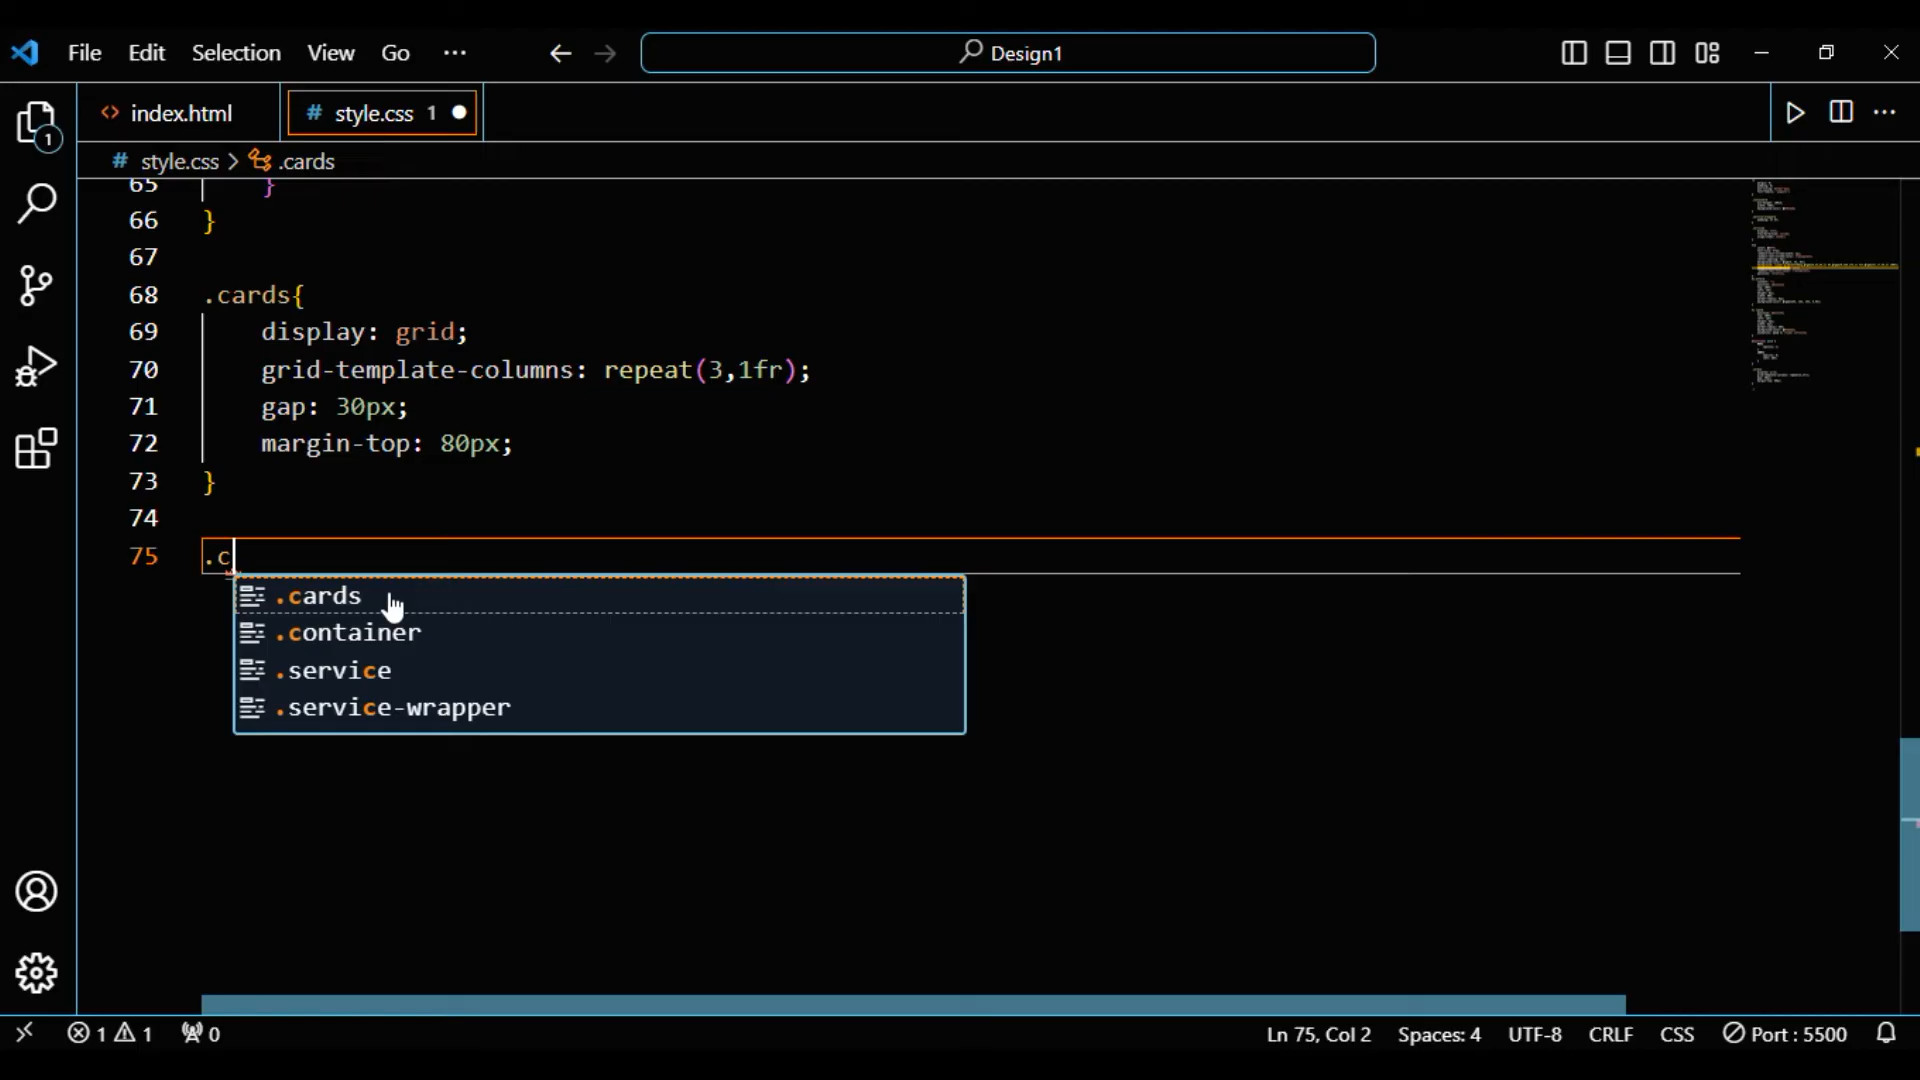 File Edit Selection View Go ··· Design1
<> index.html # style.css 1
# style.css > .cards
65 }
66 }
67
68 .cards{
69 display: grid;
70 grid-template-columns: repeat(3,1fr);
71 gap: 30px;
72 margin-top: 80px;
73 }
74
75 .c
.cards
.container
.service
.service-wrapper
1
1 1 0 Ln 75, Col 2 Spaces: 4 UTF-8 CRLF CSS Port : 5500